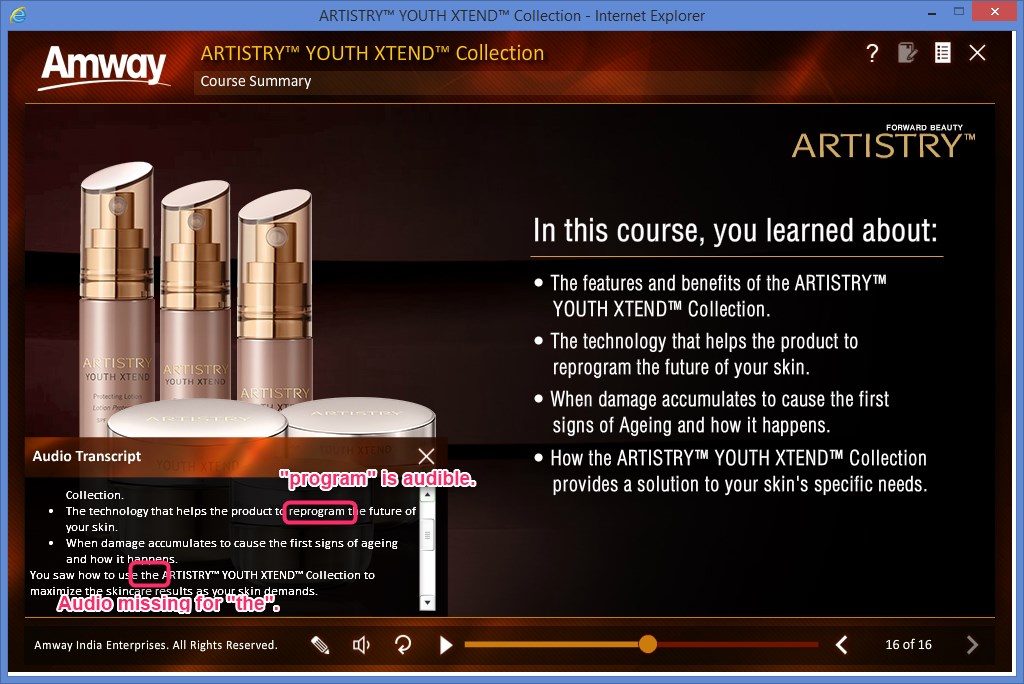 ARTISTRY™ YOUTH XTEND™ Collection - Internet Explorer
Amway
ARTISTRY™ YOUTH XTEND™ Collection
Course Summary
?
FORWARD BEAUTY
ARTISTRY™
In this course, you learned about:
• The features and benefits of the ARTISTRY™
YOUTH XTEND™ Collection.
• The technology that helps the product to
reprogram the future of your skin.
• When damage accumulates to cause the first
signs of Ageing and how it happens.
• How the ARTISTRY™ YOUTH XTEND™ Collection
provides a solution to your skin's specific needs.
ARTISTRY
YOUTH XTEND
Protecting Lotion
ARTISTRY
YOUTH XTEND
ARTISTRY
ARTISTRY
ARTISTRY
YOUTH XTEND
Audio Transcript
"program" is audible.
Collection.
• The technology that helps the product to reprogram the future of
your skin.
• When damage accumulates to cause the first signs of ageing
and how it happens.
You saw how to use the ARTISTRY™ YOUTH XTEND™ Collection to
maximize the skincare results as your skin demands.
Audio missing for "the".
Amway India Enterprises. All Rights Reserved.
16 of 16